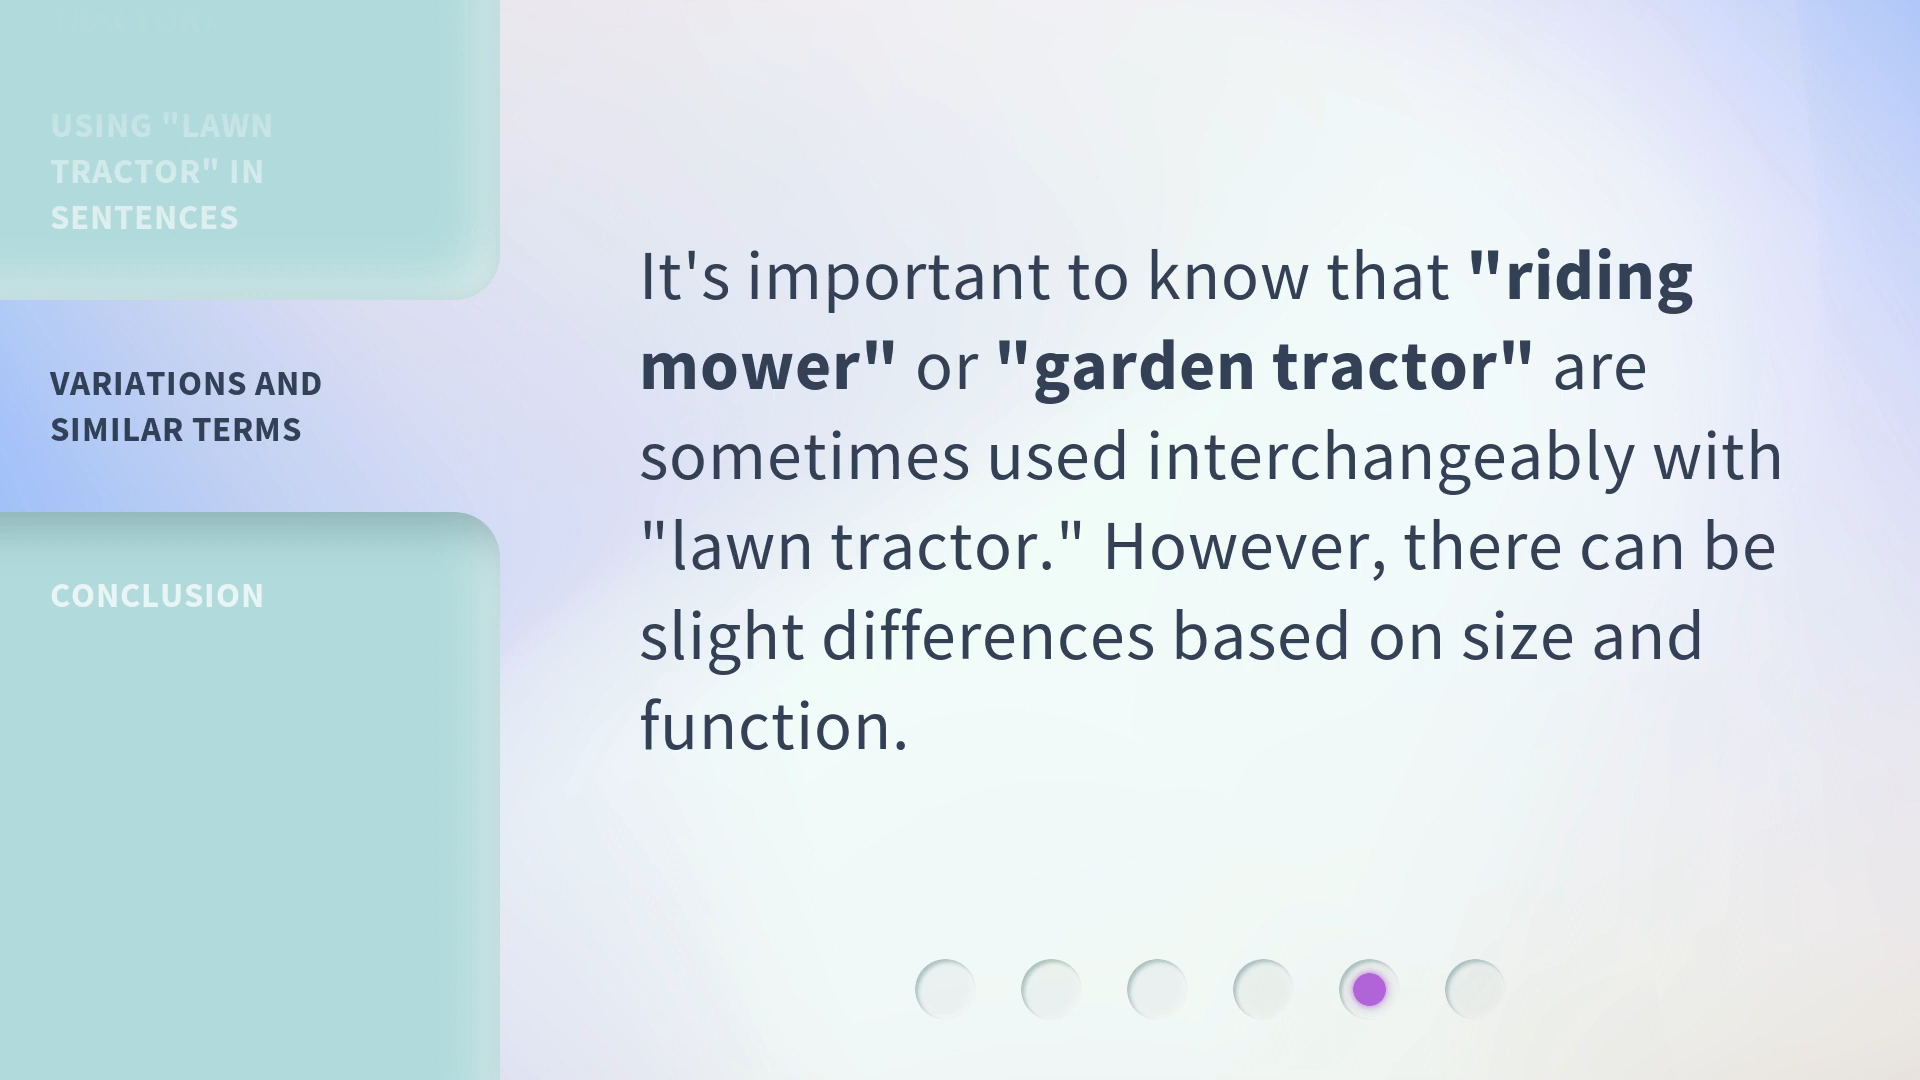 USING "LAWN
TRACTOR" IN
SENTENCES
VARIATIONS AND
SIMILAR TERMS
CONCLUSION
It's important to know that "riding
mower" or "garden tractor" are
sometimes used interchangeably with
"lawn tractor." However, there can be
slight differences based on size and
function.